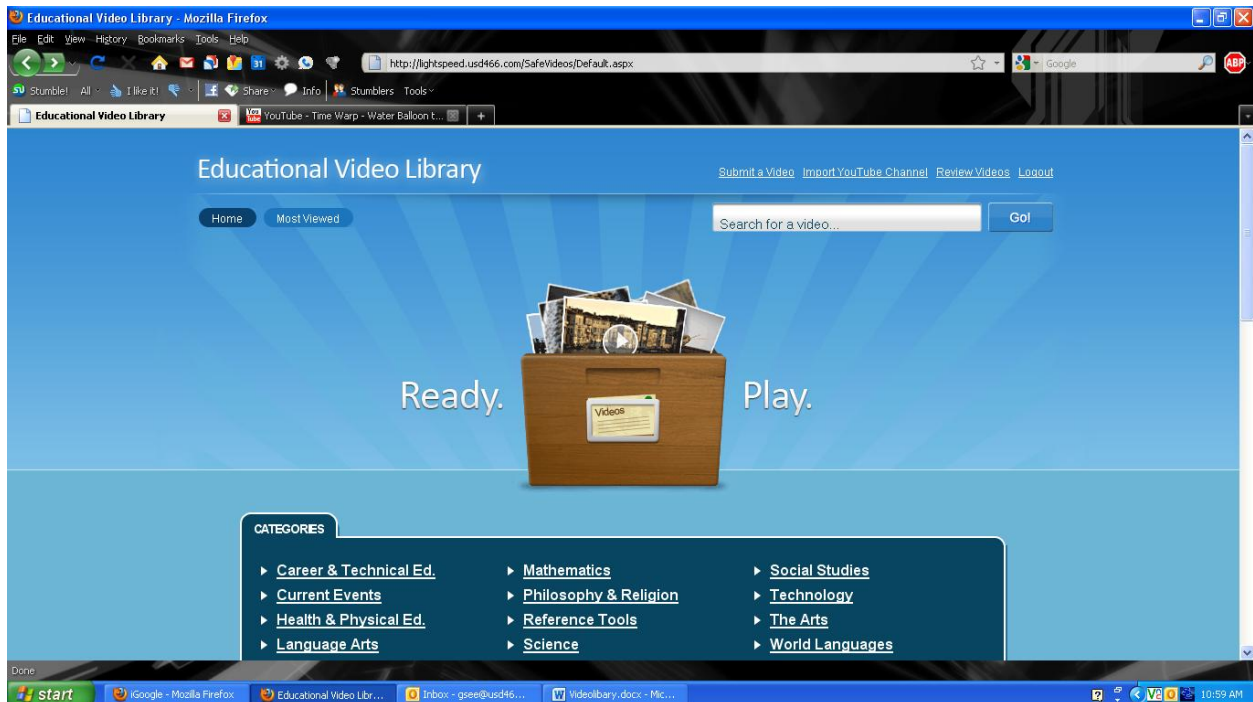 Educational Video Library - Mozilla Firefox
File Edit View History Bookmarks Tools Help
31 http://lightspeed.usd466.com/SafeVideos/Default.aspx Google ABP
Stumble! All I like it! Share Info Stumblers Tools
Educational Video Library You Tube YouTube - Time Warp - Water Balloon t... +
Educational Video Library
Submit a Video Import YouTube Channel Review Videos Logout
Home Most Viewed
Search for a video... Go!
Videos
Ready. Play.
CATEGORIES
Career & Technical Ed. Mathematics Social Studies
Current Events Philosophy & Religion Technology
Health & Physical Ed. Reference Tools The Arts
Language Arts Science World Languages
Done
start iGoogle - Mozilla Firefox Educational Video Libr... Inbox - gsee@usd46... Videolibary.docx - Mic... 10:59 AM